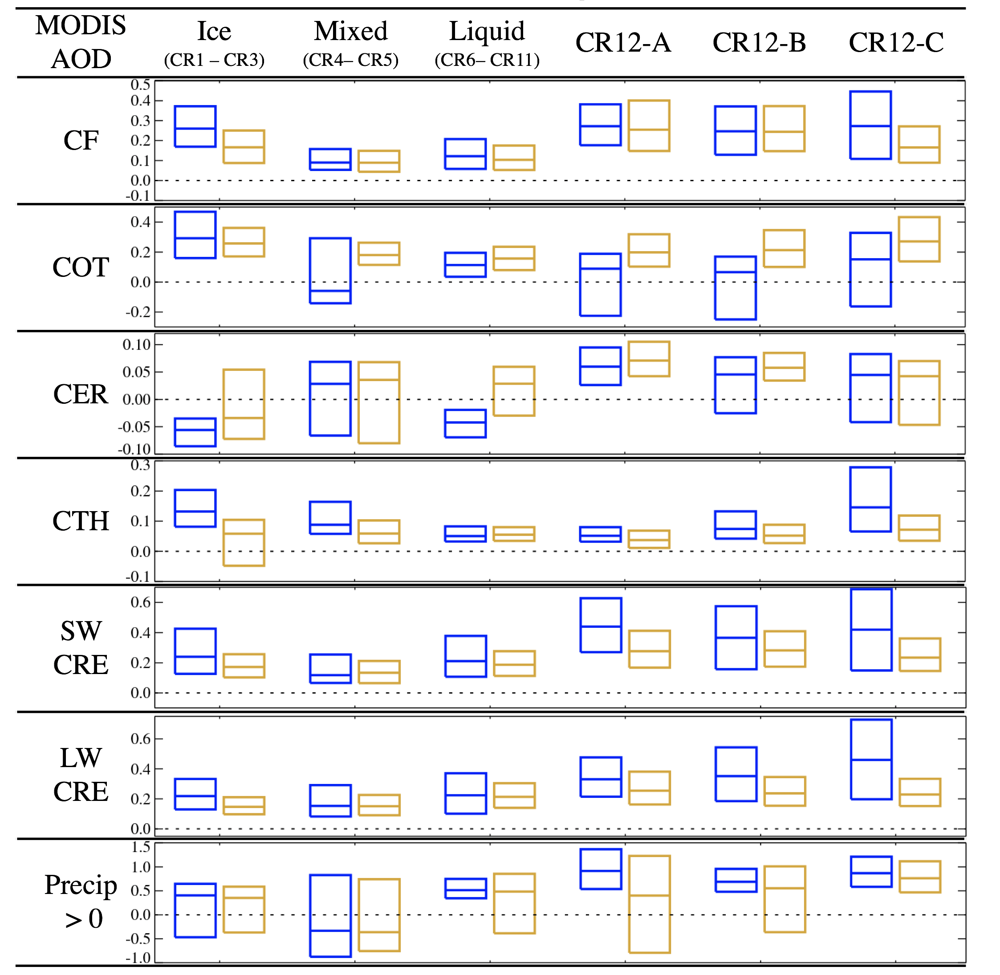 MODIS
AOD
Ice
(CR1 – CR3)
Mixed
(CR4– CR5)
Liquid
(CR6– CR11)
CR12-A
CR12-B
CR12-C
CF
0.5
0.4
0.3
0.2
0.1
0.0
-0.1
COT
0.4
0.2
0.0
-0.2
CER
0.10
0.05
0.00
-0.05
-0.10
CTH
0.3
0.2
0.1
0.0
-0.1
SW
CRE
0.6
0.4
0.2
0.0
LW
CRE
0.6
0.4
0.2
0.0
Precip
> 0
1.5
1.0
0.5
0.0
-0.5
-1.0